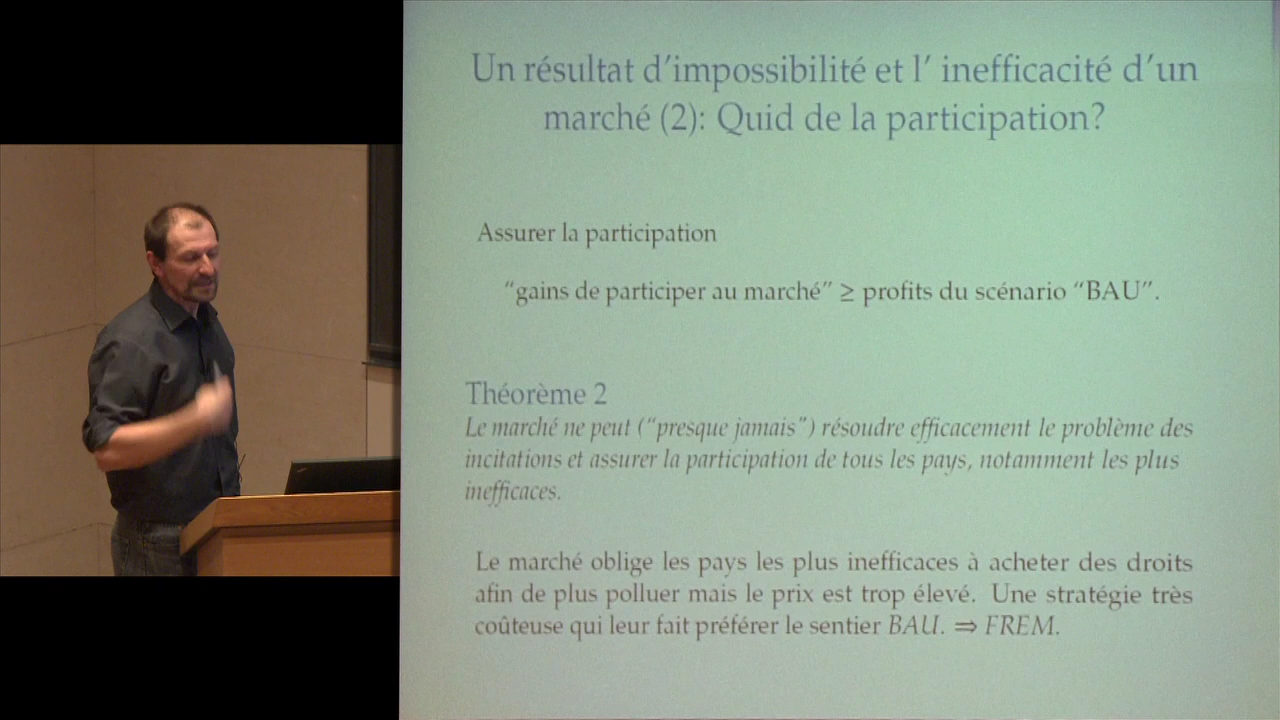 Un résultat d'impossibilité et l' inefficacité d'un
marché (2): Quid de la participation?
Assurer la participation
“gains de participer au marché” ≥ profits du scénario “BAU”.
Théorème 2
Le marché ne peut (“presque jamais”) résoudre efficacement le problème des
incitations et assurer la participation de tous les pays, notamment les plus
inefficaces.
Le marché oblige les pays les plus inefficaces à acheter des droits
afin de plus polluer mais le prix est trop élevé. Une stratégie très
coûteuse qui leur fait préférer le sentier BAU. ⇒ FREM.